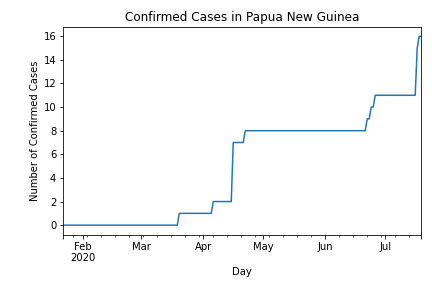 Confirmed Cases in Papua New Guinea
16
14
12
10
8
6
4
2
0
Number of Confirmed Cases
Feb
2020
Mar
Apr
May
Jun
Jul
Day